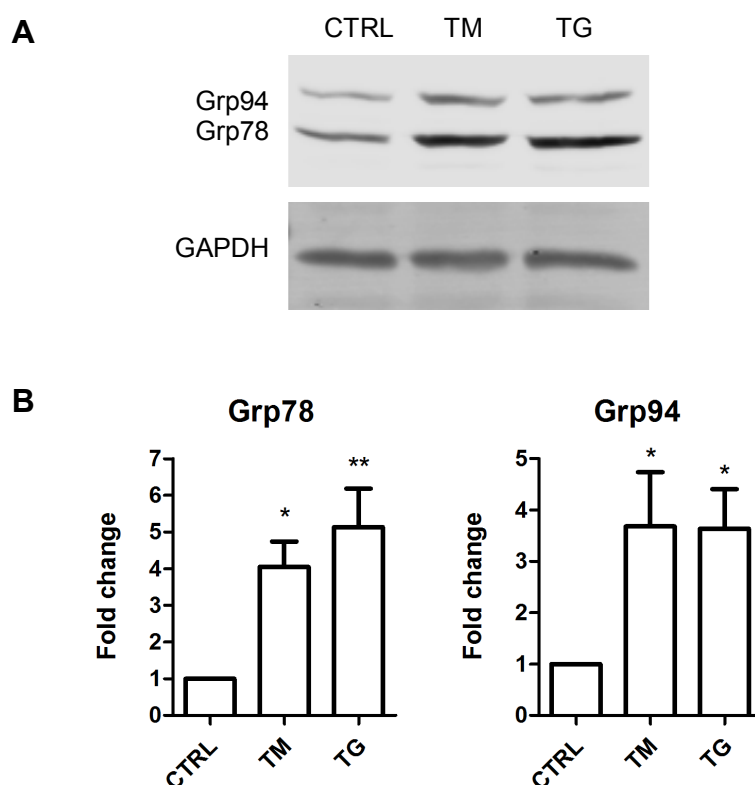 A
CTRL TM TG
Grp94
Grp78
GAPDH
B
Grp78
Fold change
7
6
5
4
3
2
1
0
*
**
CTRL TM TG
Grp94
Fold change
5
4
3
2
1
0
*
*
CTRL TM TG